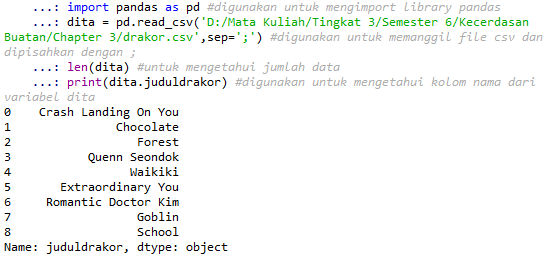 ...: import pandas as pd #digunakan untuk mengimport library pandas
...: dita = pd.read_csv('D:/Mata Kuliah/Tingkat 3/Semester 6/Kecerdasan
Buatan/Chapter 3/drakor.csv',sep=';') #digunakan untuk memanggil file csv dan
dipisahkan dengan ;
...: len(dita) #untuk mengetahui jumlah data
...: print(dita.juduldrakor) #digunakan untuk mengetahui kolom nama dari
variabel dita
0 Crash Landing On You
1 Chocolate
2 Forest
3 Quenn Seondok
4 Waikiki
5 Extraordinary You
6 Romantic Doctor Kim
7 Goblin
8 School
Name: juduldrakor, dtype: object